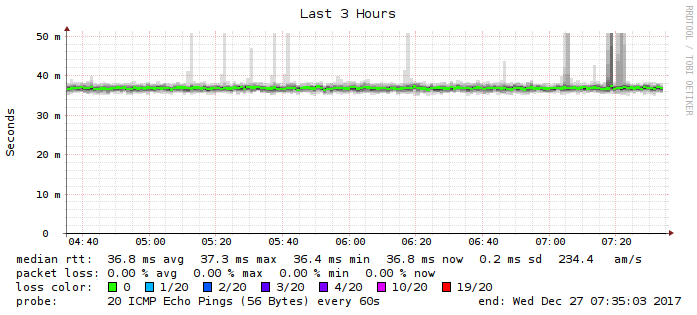 Last 3 Hours
RRDTOOL / TOBI OETIKER
Seconds
50 m
40 m
30 m
20 m
10 m
0
04:40 05:00 05:20 05:40 06:00 06:20 06:40 07:00 07:20
median rtt: 36.8 ms avg 37.3 ms max 36.4 ms min 36.8 ms now 0.2 ms sd 234.4 am/s
packet loss: 0.00 % avg 0.00 % max 0.00 % min 0.00 % now
loss color: 0 1/20 2/20 3/20 4/20 10/20 19/20
probe: 20 ICMP Echo Pings (56 Bytes) every 60s end: Wed Dec 27 07:35:03 2017